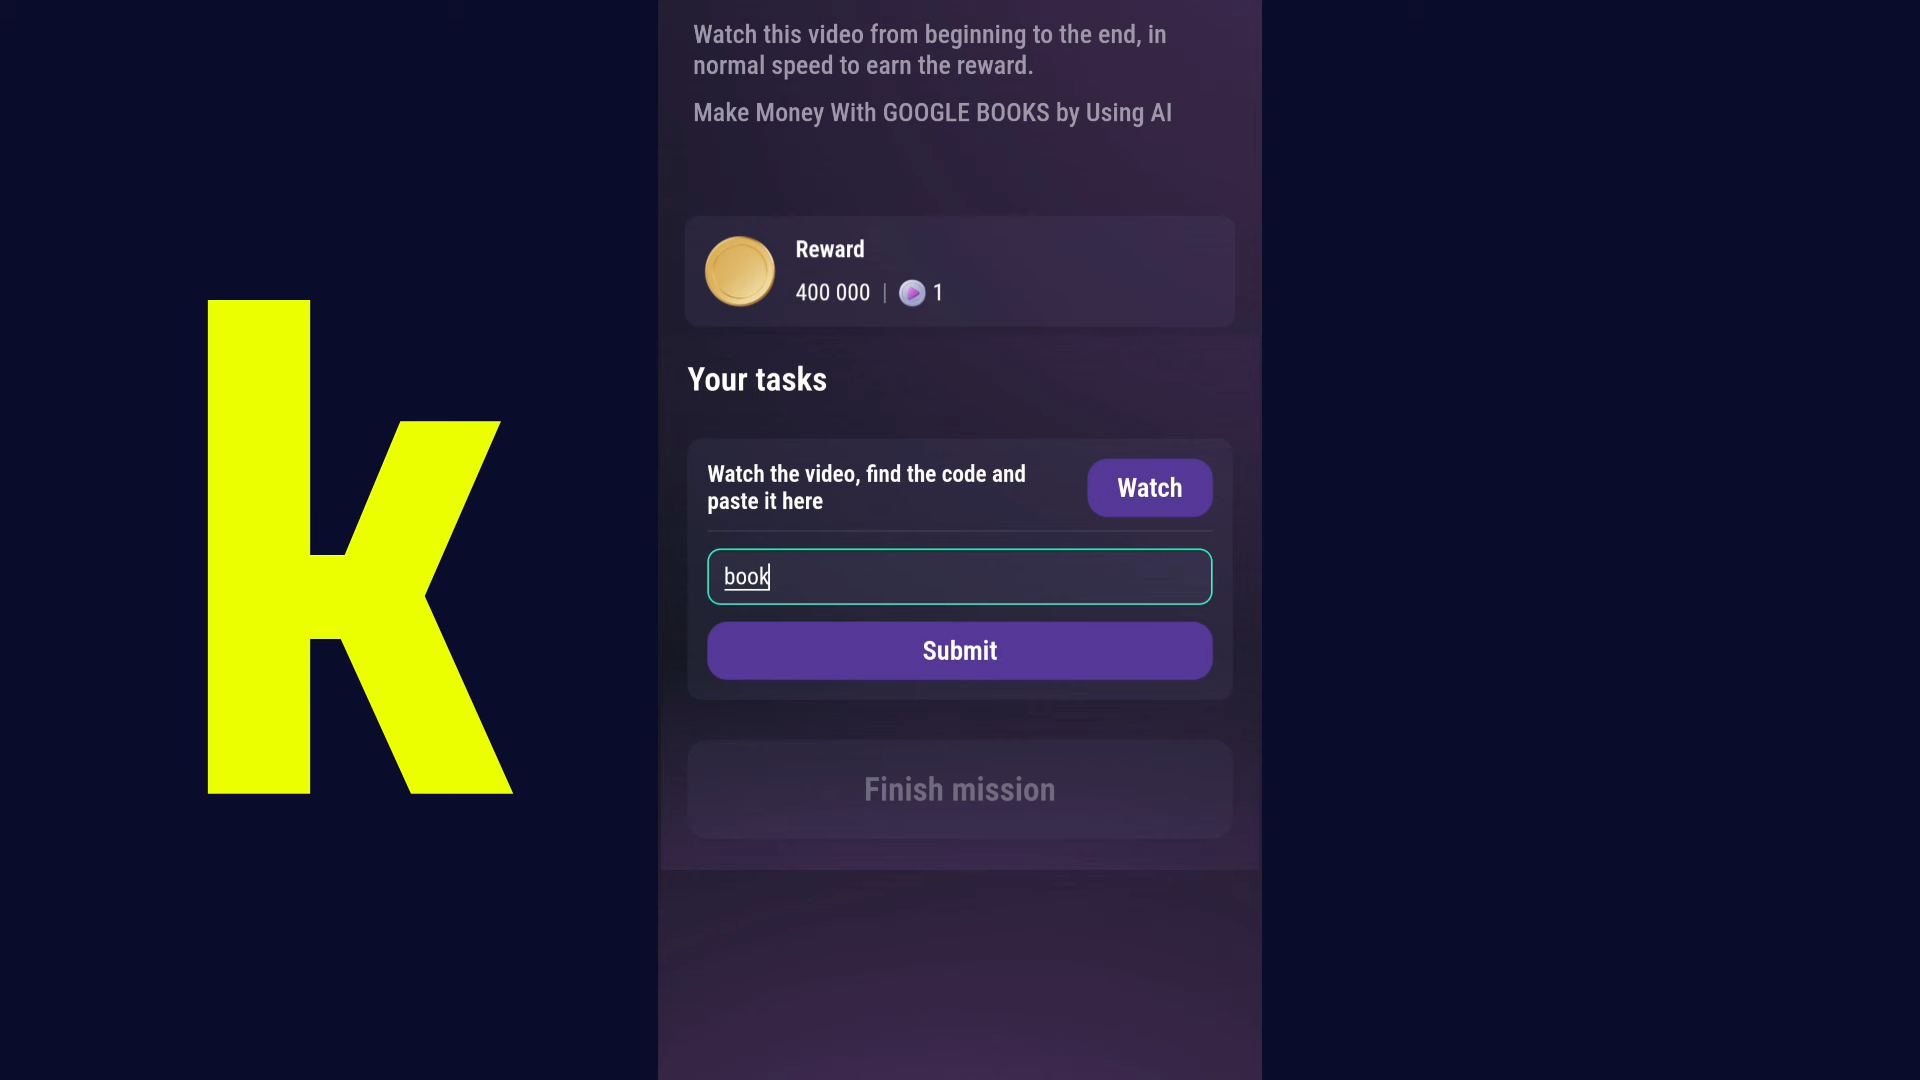 Watch this video from beginning to the end, in
normal speed to earn the reward.
Make Money With GOOGLE BOOKS by Using AI
k
Reward
400 000 | 1
Your tasks
Watch the video, find the code and
paste it here
Watch
book
Submit
Finish mission